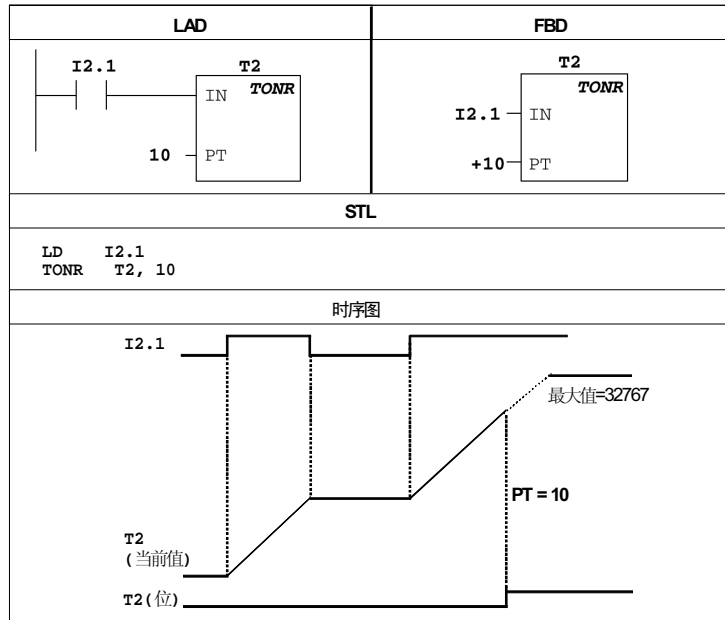 LAD
FBD
I2.1
T2
TONR
IN
10
PT
T2
TONR
I2.1
IN
+10
PT
STL
LD I2.1
TONR T2, 10
时序图
I2.1
最大值=32767
PT = 10
T2
(当前值)
T2(位)